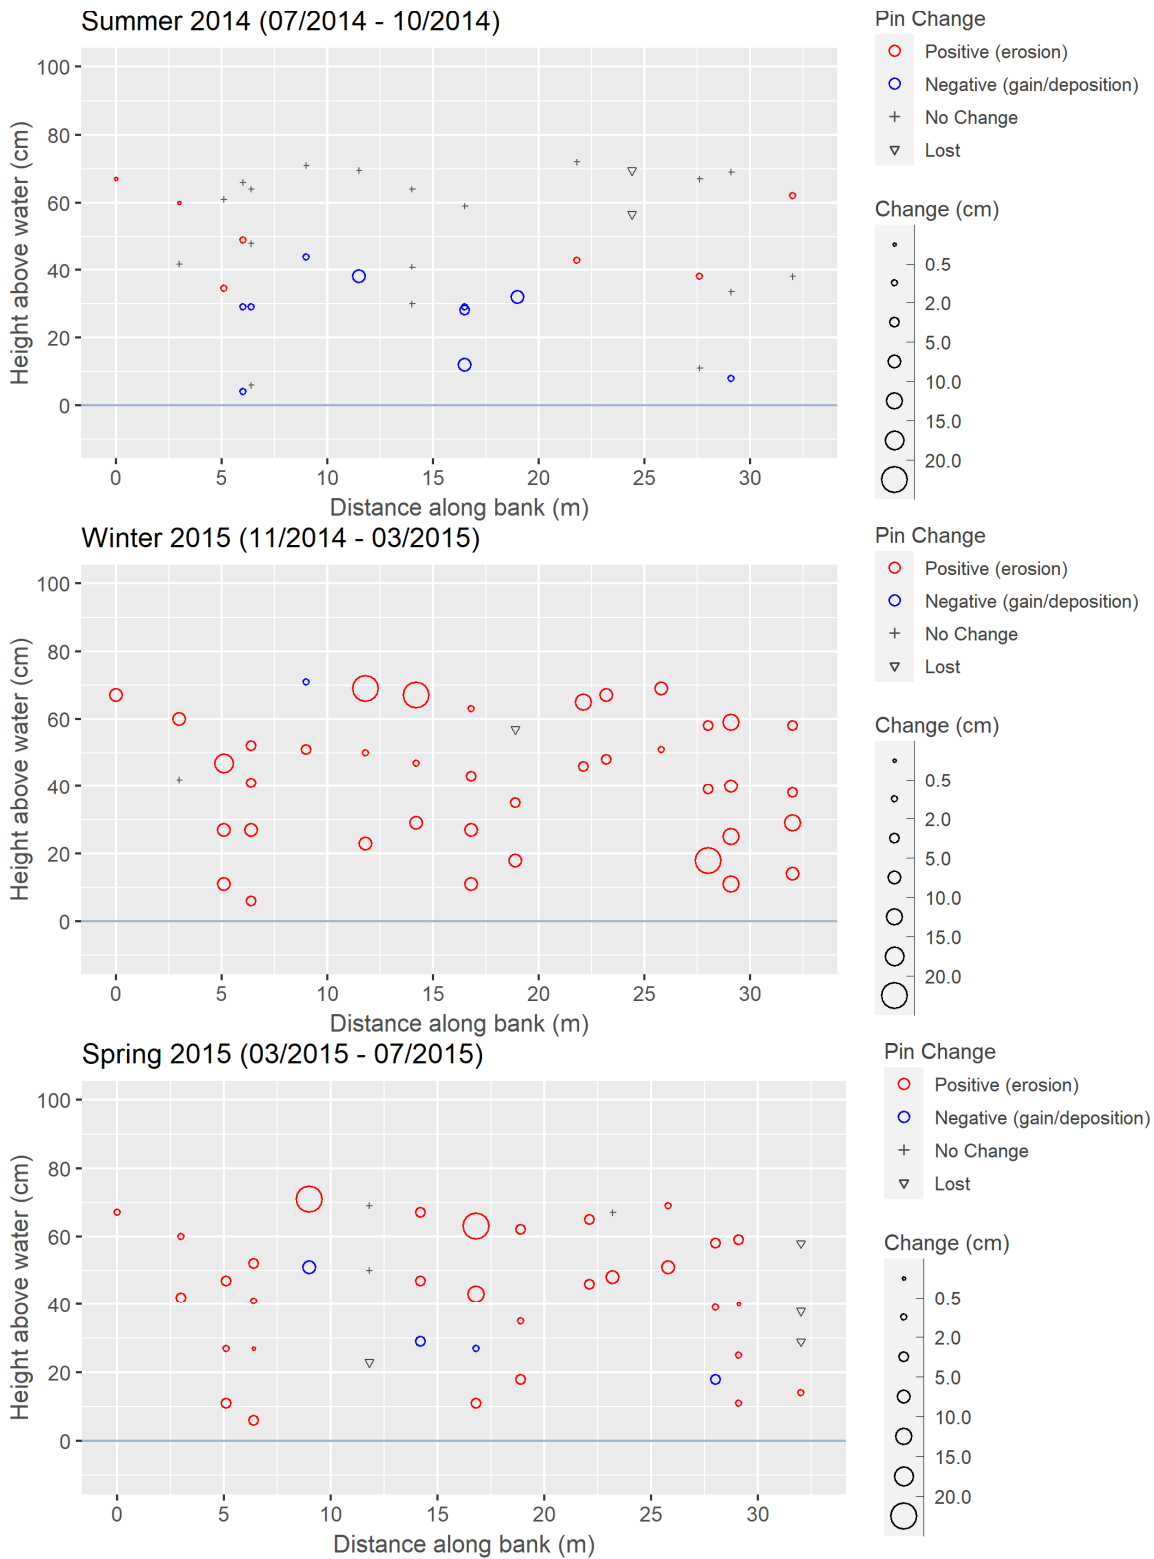 Summer 2014 (07/2014 - 10/2014)
Height above water (cm)
100
80
60
40
20
0
0 5 10 15 20 25 30
Distance along bank (m)
Pin Change
Positive (erosion)
Negative (gain/deposition)
No Change
Lost
Change (cm)
0.5
2.0
5.0
10.0
15.0
20.0
Winter 2015 (11/2014 - 03/2015)
Height above water (cm)
100
80
60
40
20
0
0 5 10 15 20 25 30
Distance along bank (m)
Pin Change
Positive (erosion)
Negative (gain/deposition)
No Change
Lost
Change (cm)
0.5
2.0
5.0
10.0
15.0
20.0
Spring 2015 (03/2015 - 07/2015)
Height above water (cm)
100
80
60
40
20
0
0 5 10 15 20 25 30
Distance along bank (m)
Pin Change
Positive (erosion)
Negative (gain/deposition)
No Change
Lost
Change (cm)
0.5
2.0
5.0
10.0
15.0
20.0